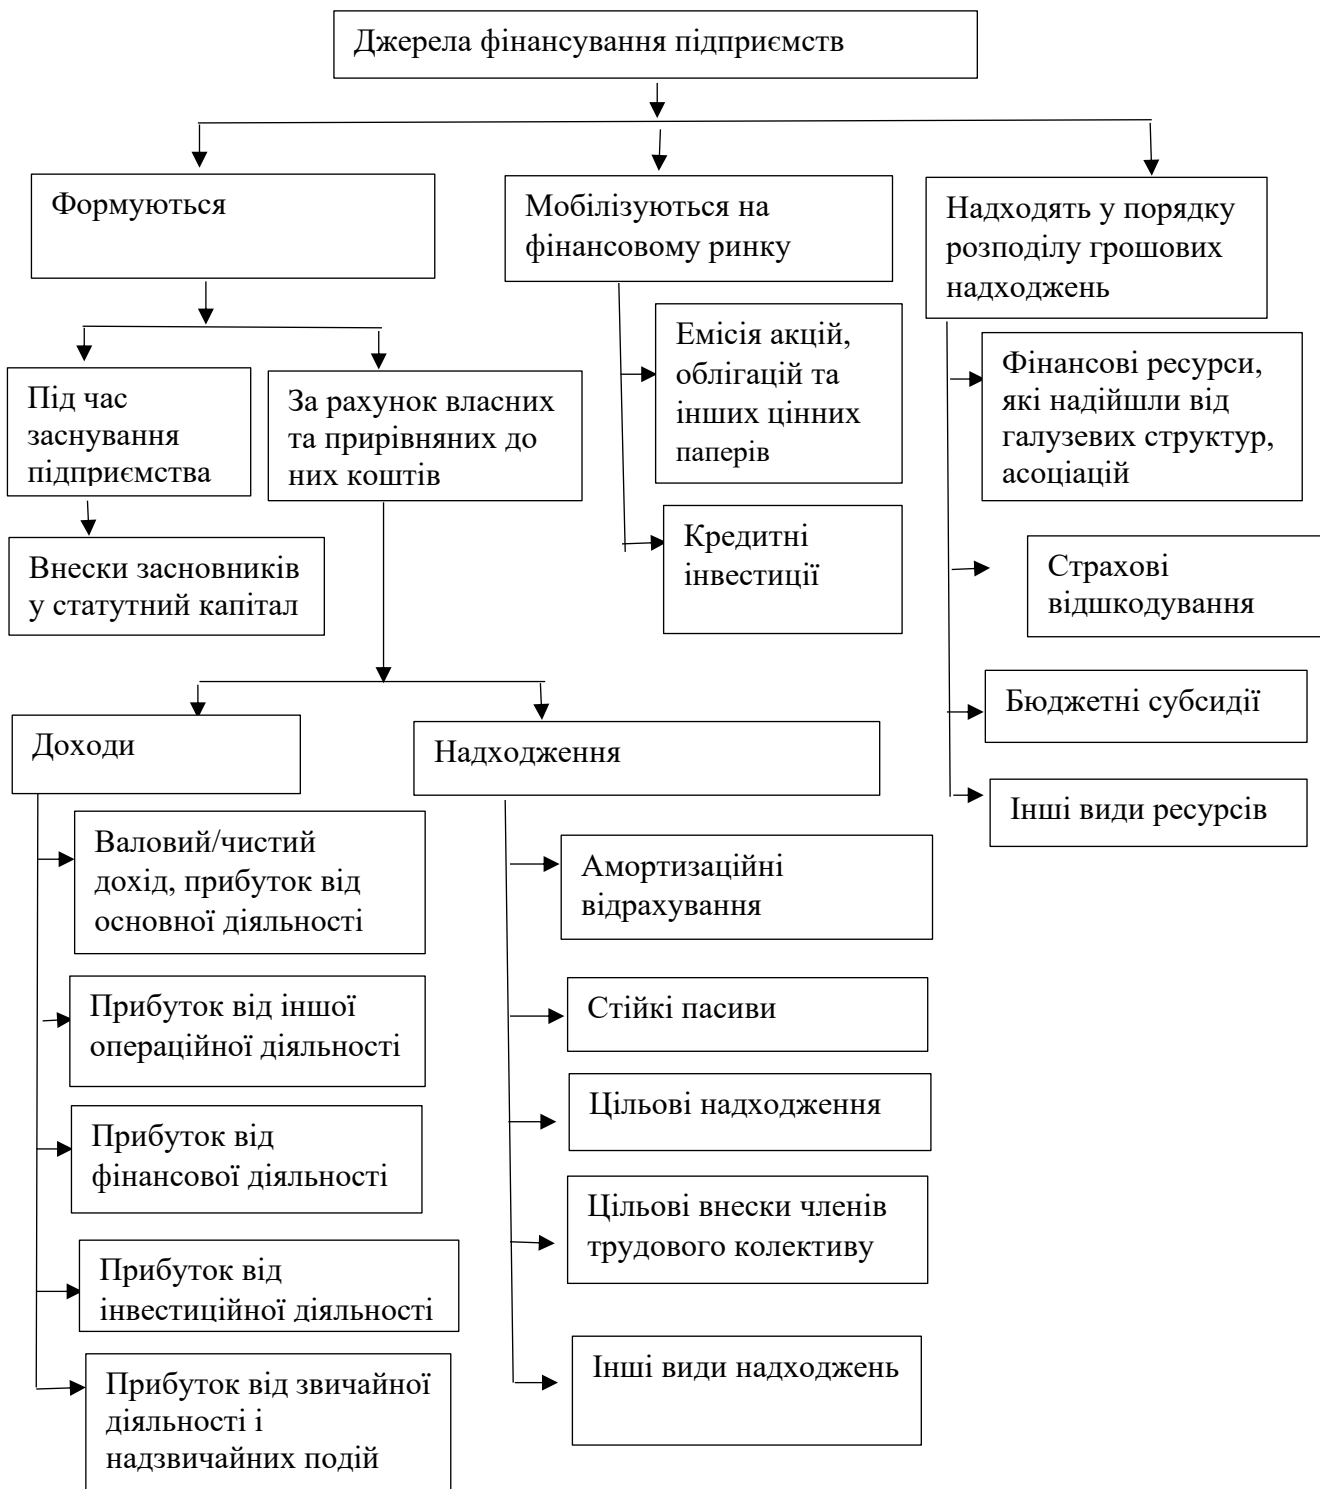 Джерела фінансування підприємств
Формуються
Мобілізуються на
фінансовому ринку
Надходять у порядку
розподілу грошових
надходжень
Під час
заснування
підприємства
За рахунок власних
та прирівняних до
них коштів
Емісія акцій,
облігацій та
інших цінних
паперів
Фінансові ресурси,
які надійшли від
галузевих структур,
асоціацій
Внески засновників
у статутний капітал
Кредитні
інвестиції
Страхові
відшкодування
Бюджетні субсидії
Інші види ресурсів
Доходи
Надходження
Валовий/чистий
дохід, прибуток від
основної діяльності
Прибуток від іншої
операційної діяльності
Прибуток від
фінансової діяльності
Прибуток від
інвестиційної діяльності
Прибуток від звичайної
діяльності і
надзвичайних подій
Амортизаційні
відрахування
Стійкі пасиви
Цільові надходження
Цільові внески членів
трудового колективу
Інші види надходжень